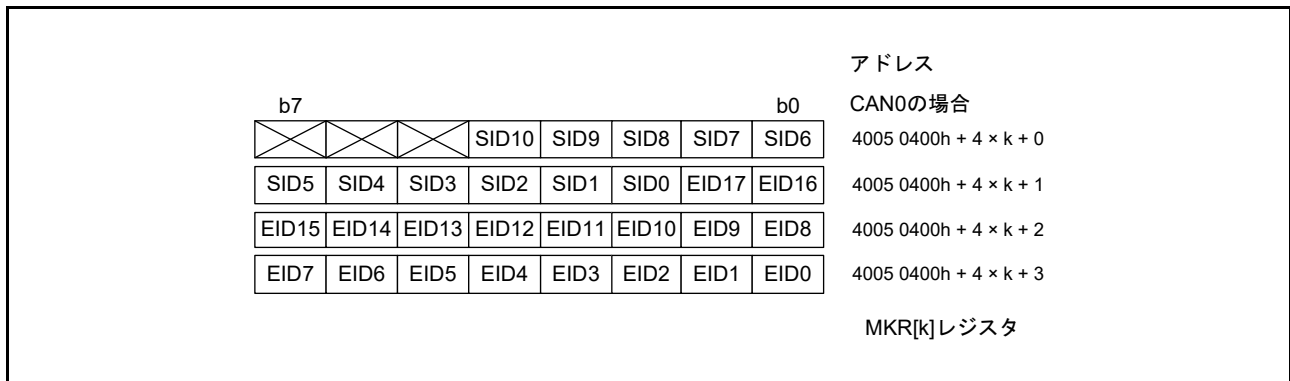 アドレス
b7 b0 CAN0の場合
SID10 SID9 SID8 SID7 SID6 4005 0400h + 4 × k + 0
SID5 SID4 SID3 SID2 SID1 SID0 EID17 EID16 4005 0400h + 4 × k + 1
EID15 EID14 EID13 EID12 EID11 EID10 EID9 EID8 4005 0400h + 4 × k + 2
EID7 EID6 EID5 EID4 EID3 EID2 EID1 EID0 4005 0400h + 4 × k + 3
MKR[k]レジスタ